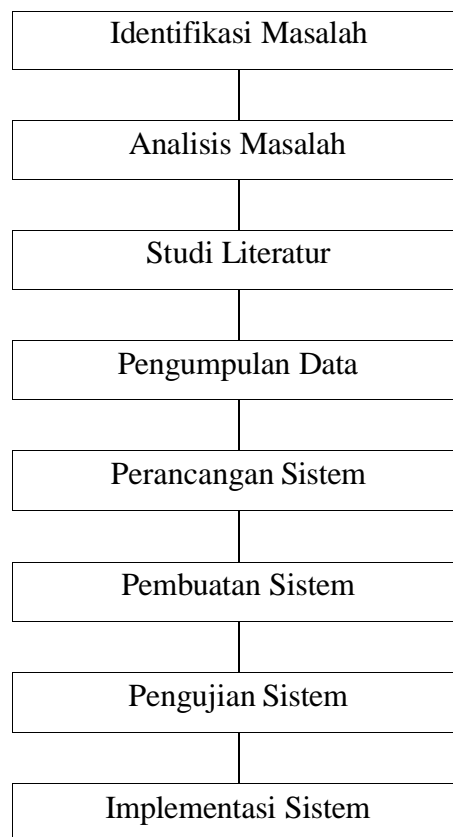 Identifikasi Masalah
Analisis Masalah
Studi Literatur
Pengumpulan Data
Perancangan Sistem
Pembuatan Sistem
Pengujian Sistem
Implementasi Sistem